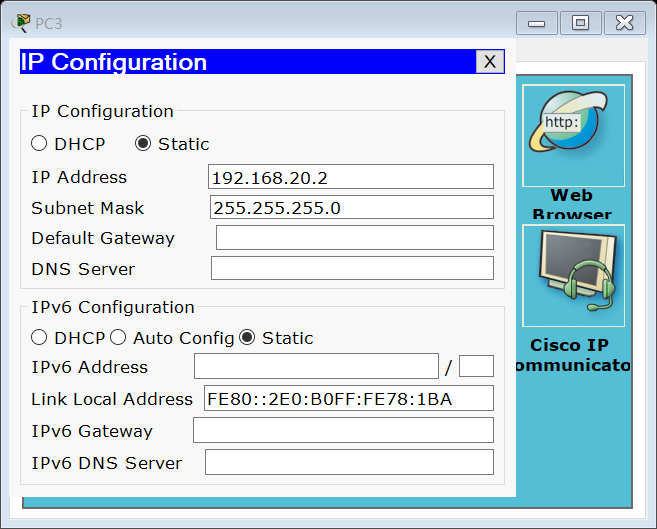 PC3
IP Configuration
X
IP Configuration
DHCP Static
IP Address 192.168.20.2
Subnet Mask 255.255.255.0
Default Gateway
DNS Server
IPv6 Configuration
DHCP Auto Config Static
IPv6 Address /
Link Local Address FE80::2E0:B0FF:FE78:1BA
IPv6 Gateway
IPv6 DNS Server
http:
Web
Browser
Cisco IP
ommunicato